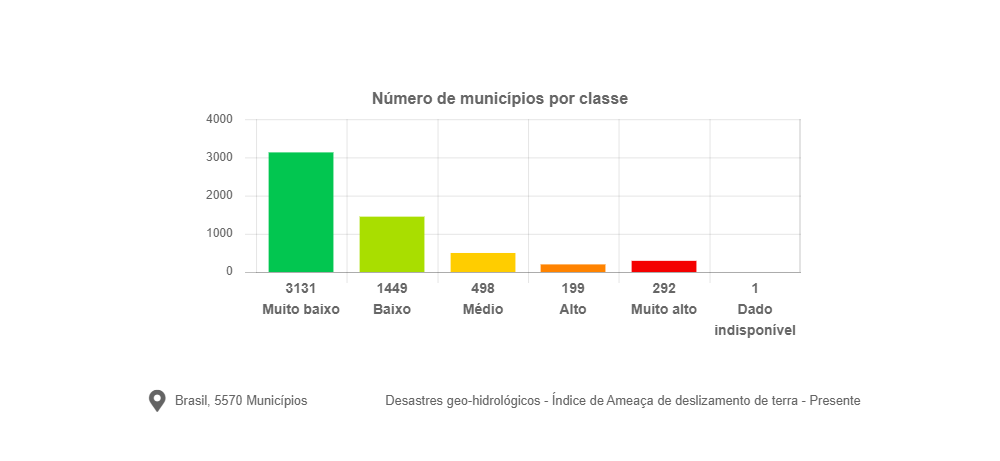 Número de municípios por classe
4000
3000
2000
1000
0
3131 1449 498 199 292 1
Muito baixo Baixo Médio Alto Muito alto Dado
indisponível
Brasil, 5570 Municípios Desastres geo-hidrológicos - Índice de Ameaça de deslizamento de terra - Presente